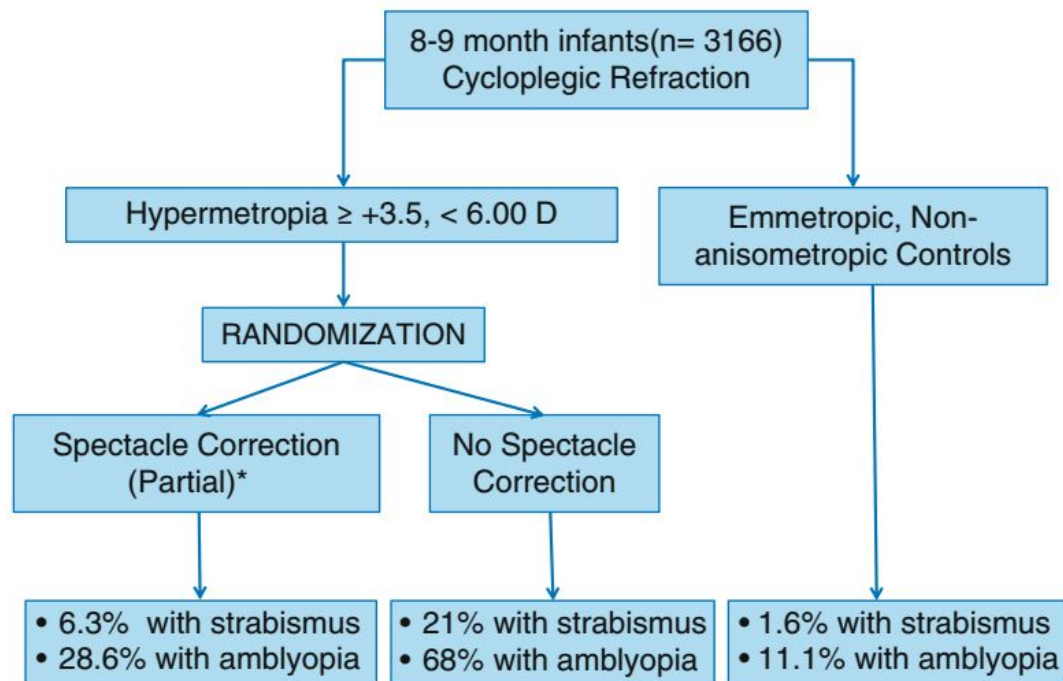 8-9 month infants(n= 3166)
Cycloplegic Refraction
Hypermetropia ≥ +3.5, < 6.00 D
Emmetropic, Non-
anisometropic Controls
RANDOMIZATION
Spectacle Correction
(Partial)*
No Spectacle
Correction
• 6.3% with strabismus
• 28.6% with amblyopia
• 21% with strabismus
• 68% with amblyopia
• 1.6% with strabismus
• 11.1% with amblyopia